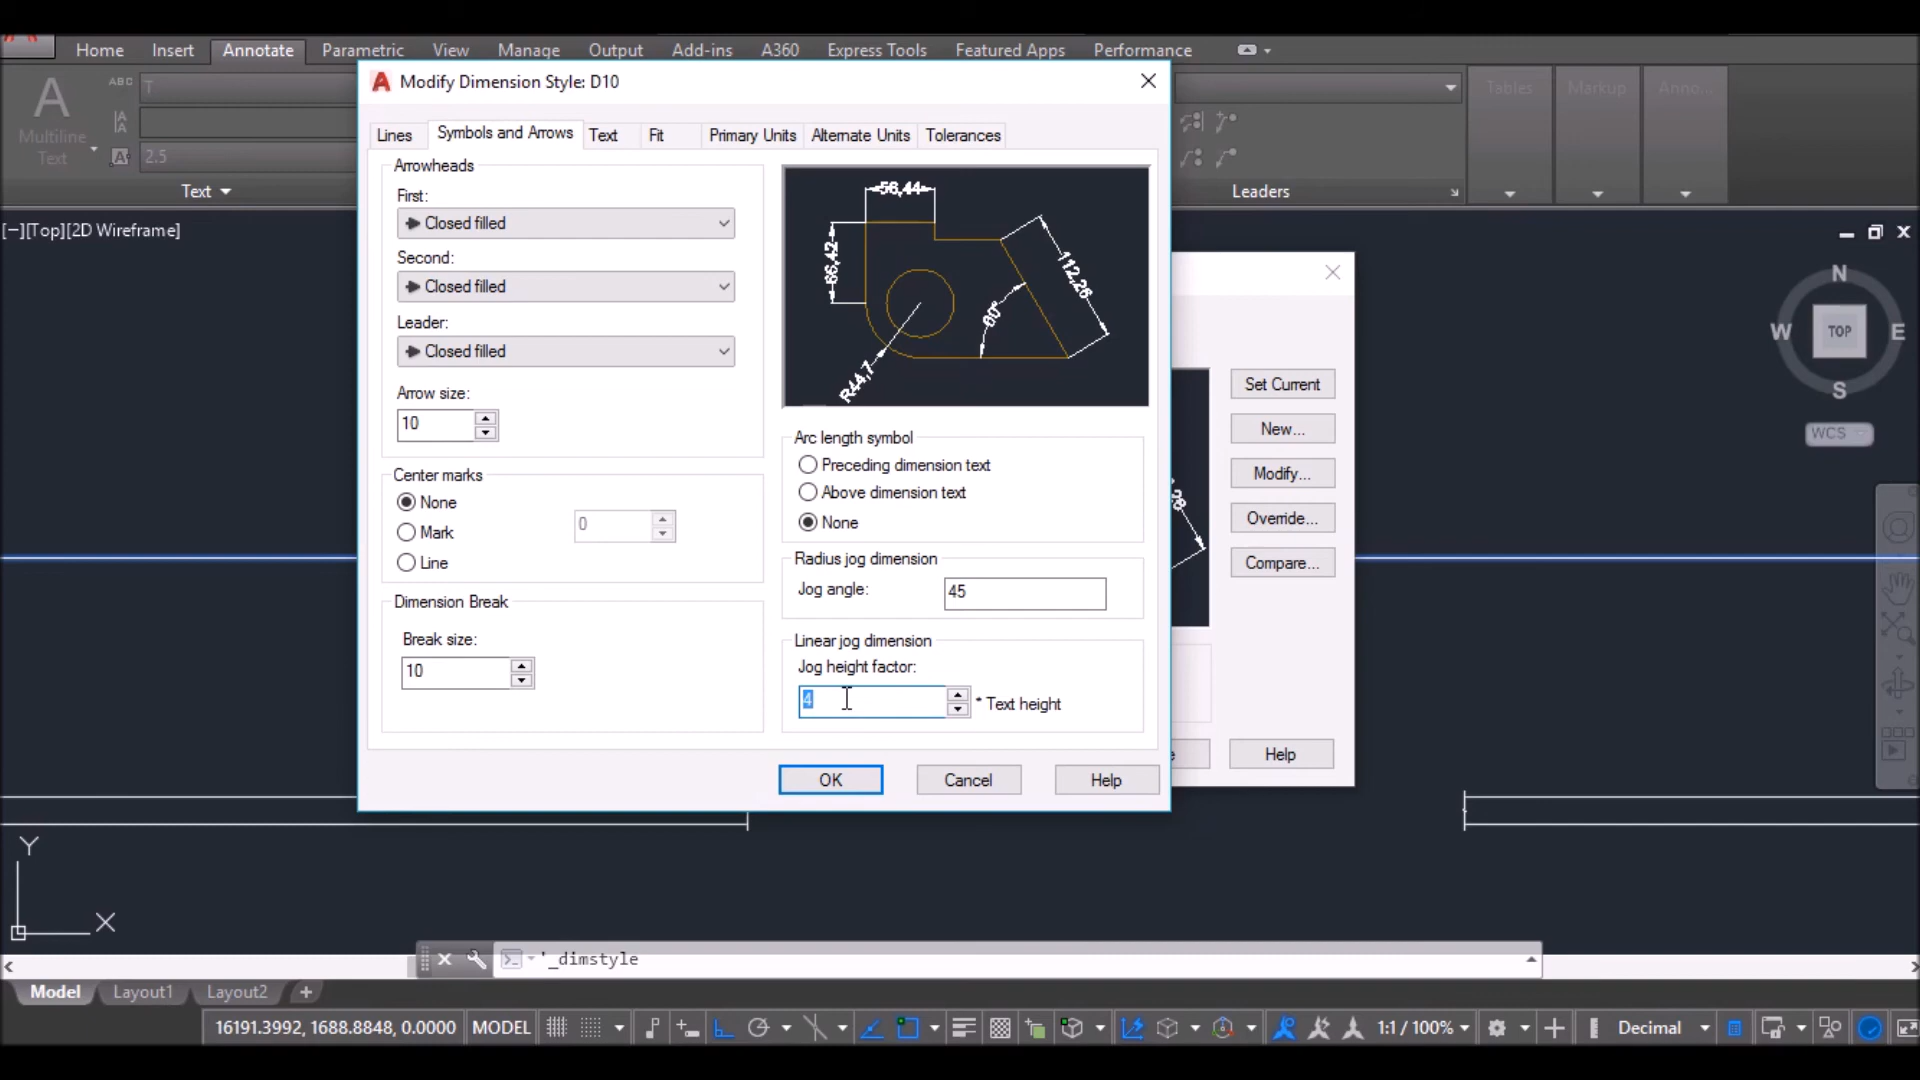 Home Insert Annotate Parametric View Manage Output Add-ins A360 Express Tools Featured Apps Performance
A Modify Dimension Style: D10
Lines Symbols and Arrows Text Fit Primary Units Alternate Units Tolerances
ABC T
Multiline Text
2.5
Text
Tables Markup Anno...
Leaders
[−][Top][2D Wireframe]
Arrowheads
First:
Closed filled
Second:
Closed filled
Leader:
Closed filled
Arrow size:
10
Center marks
None
Mark
Line
0
Dimension Break
Break size:
10
56,44
66,42
112,26
60°
R44,7
Arc length symbol
Preceding dimension text
Above dimension text
None
Radius jog dimension
Jog angle: 45
Linear jog dimension
Jog height factor:
4 * Text height
OK Cancel Help
Set Current
New...
Modify...
Override...
Compare...
Help
N
W TOP E
S
WCS
Y
X
'_dimstyle
Model Layout1 Layout2 +
16191.3992, 1688.8848, 0.0000 MODEL 1:1 / 100% Decimal